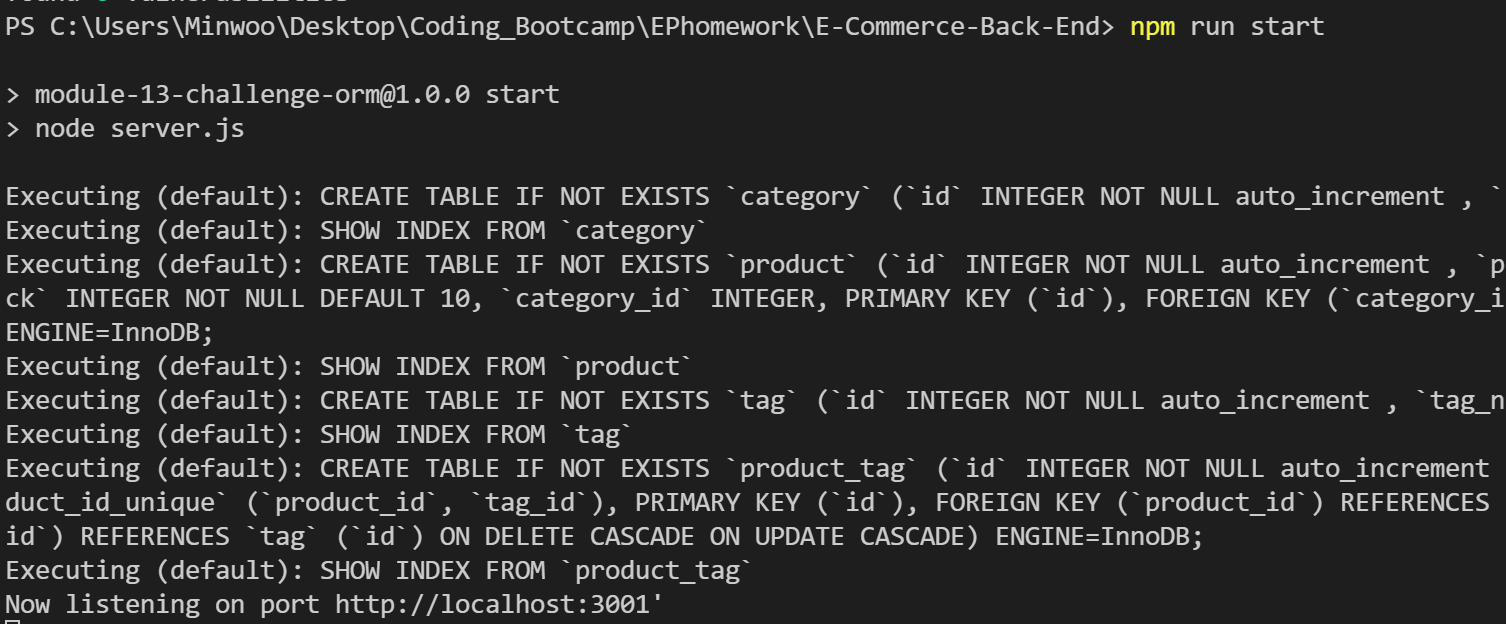 PS C:\Users\Minwoo\Desktop\Coding_Bootcamp\EPhomework\E-Commerce-Back-End> npm run start
> module-13-challenge-orm@1.0.0 start
> node server.js
Executing (default): CREATE TABLE IF NOT EXISTS `category` (`id` INTEGER NOT NULL auto_increment , `
Executing (default): SHOW INDEX FROM `category`
Executing (default): CREATE TABLE IF NOT EXISTS `product` (`id` INTEGER NOT NULL auto_increment , `p
ck` INTEGER NOT NULL DEFAULT 10, `category_id` INTEGER, PRIMARY KEY (`id`), FOREIGN KEY (`category_i
ENGINE=InnoDB;
Executing (default): SHOW INDEX FROM `product`
Executing (default): CREATE TABLE IF NOT EXISTS `tag` (`id` INTEGER NOT NULL auto_increment , `tag_n
Executing (default): SHOW INDEX FROM `tag`
Executing (default): CREATE TABLE IF NOT EXISTS `product_tag` (`id` INTEGER NOT NULL auto_increment
duct_id_unique` (`product_id`, `tag_id`), PRIMARY KEY (`id`), FOREIGN KEY (`product_id`) REFERENCES
id`) REFERENCES `tag` (`id`) ON DELETE CASCADE ON UPDATE CASCADE) ENGINE=InnoDB;
Executing (default): SHOW INDEX FROM `product_tag`
Now listening on port http://localhost:3001'